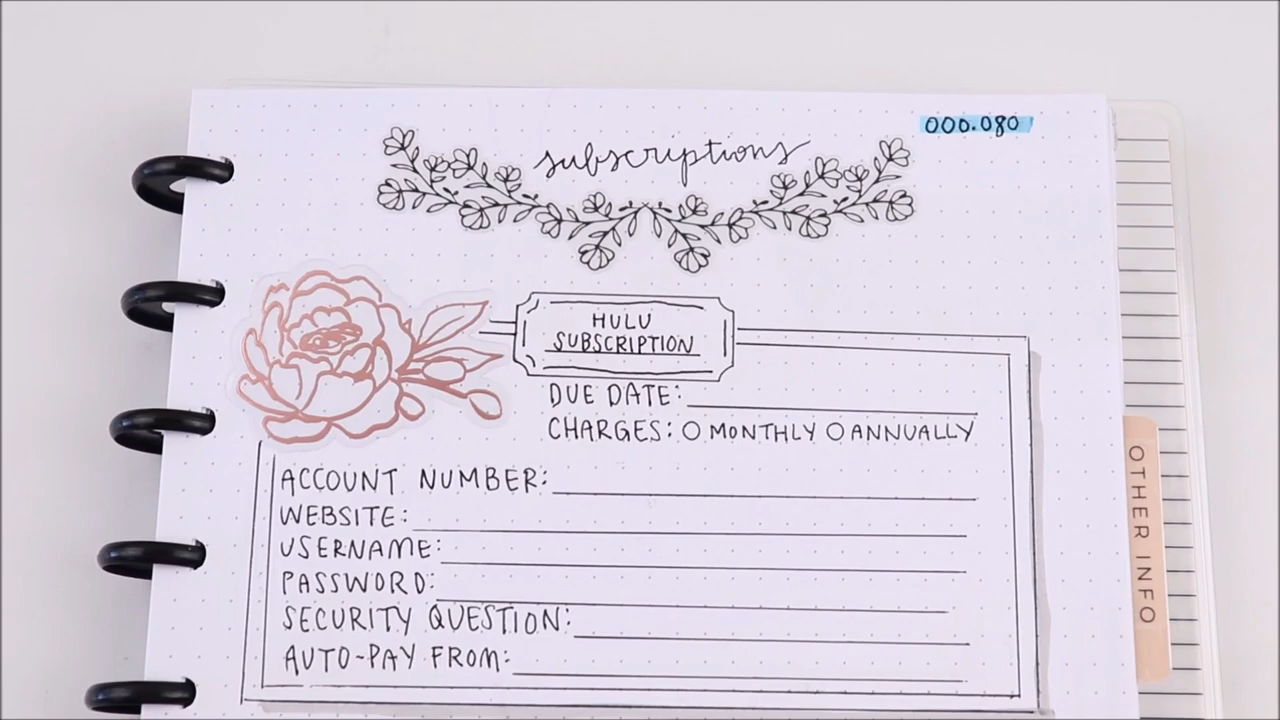 000.080
subscriptions
HULU
SUBSCRIPTION
DUE DATE:
CHARGES: O MONTHLY O ANNUALLY
ACCOUNT NUMBER:
WEBSITE:
USERNAME:
PASSWORD:
SECURITY QUESTION:
AUTO-PAY FROM:
OTHER INFO